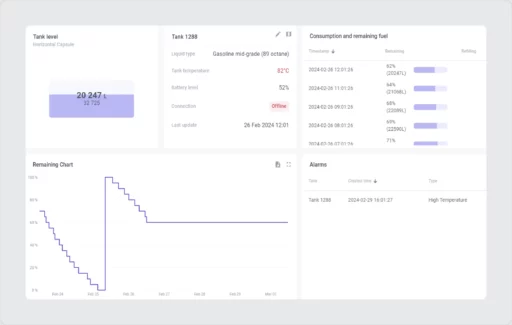 Tank level
Horizontal Capsule
20 247 L
32 725
Tank 1288
Liquid type
Gasoline mid-grade (89 octane)
Tank temperature
82°C
Battery level
52%
Connection
Offline
Last update
26 Feb 2024 12:01
Consumption and remaining fuel
Timestamp
Remaining
Refilling
2024-02-26 12:01:26
62%
(20247L)
2024-02-26 11:01:26
64%
2024-02-26 09:01:26
68%
2024-02-26 08:01:26
69%
(22590L)
2024-02-26 07:01:26
71%
Remaining Chart
100 %
80 %
60 %
40 %
20 %
0 %
Feb 24
Feb 25
Feb 26
Feb 27
Feb 28
Feb 29
Mar 01
Alarms
Created time
Type
Tank 1288
2024-02-29 16:01:27
High Temperature